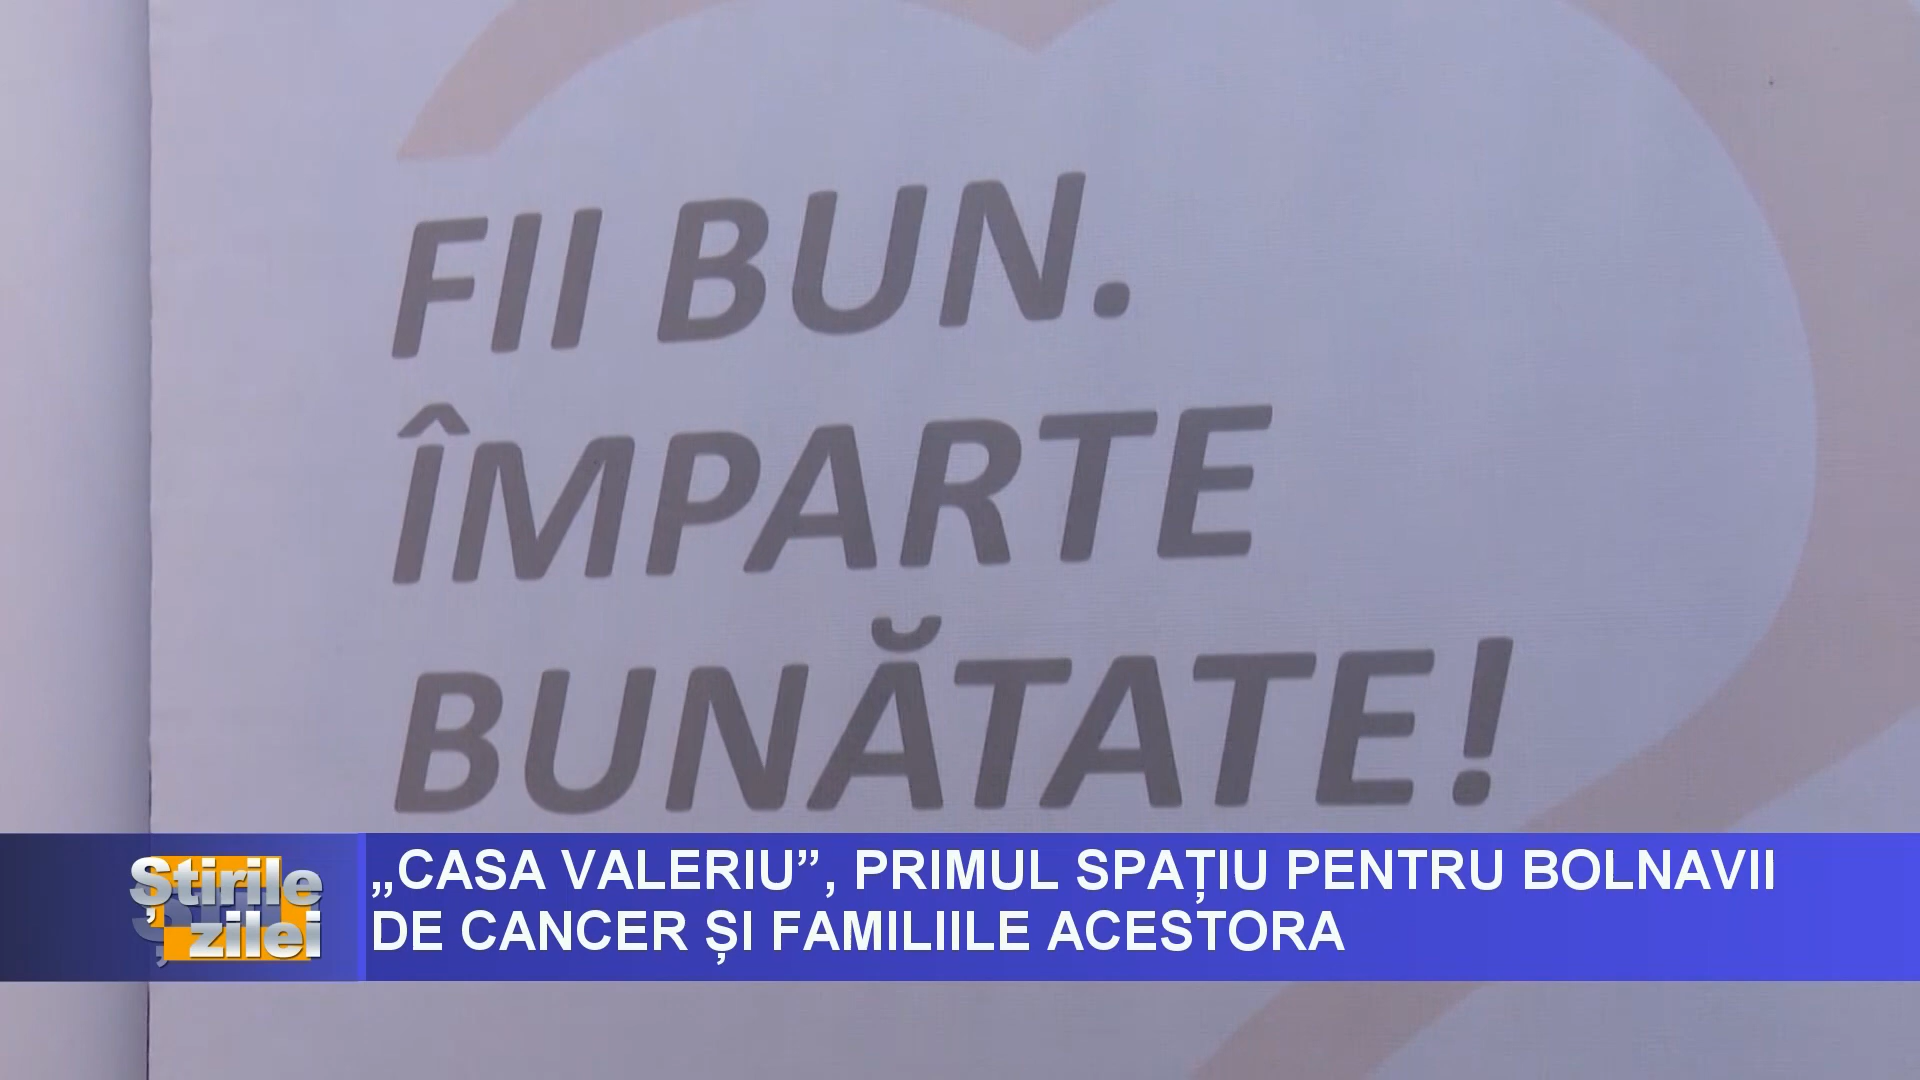 FII BUN.
ÎMPARTE
BUNĂTATE!
Știrile
zilei
„CASA VALERIU”, PRIMUL SPAȚIU PENTRU BOLNAVII
DE CANCER ȘI FAMILIILE ACESTORA